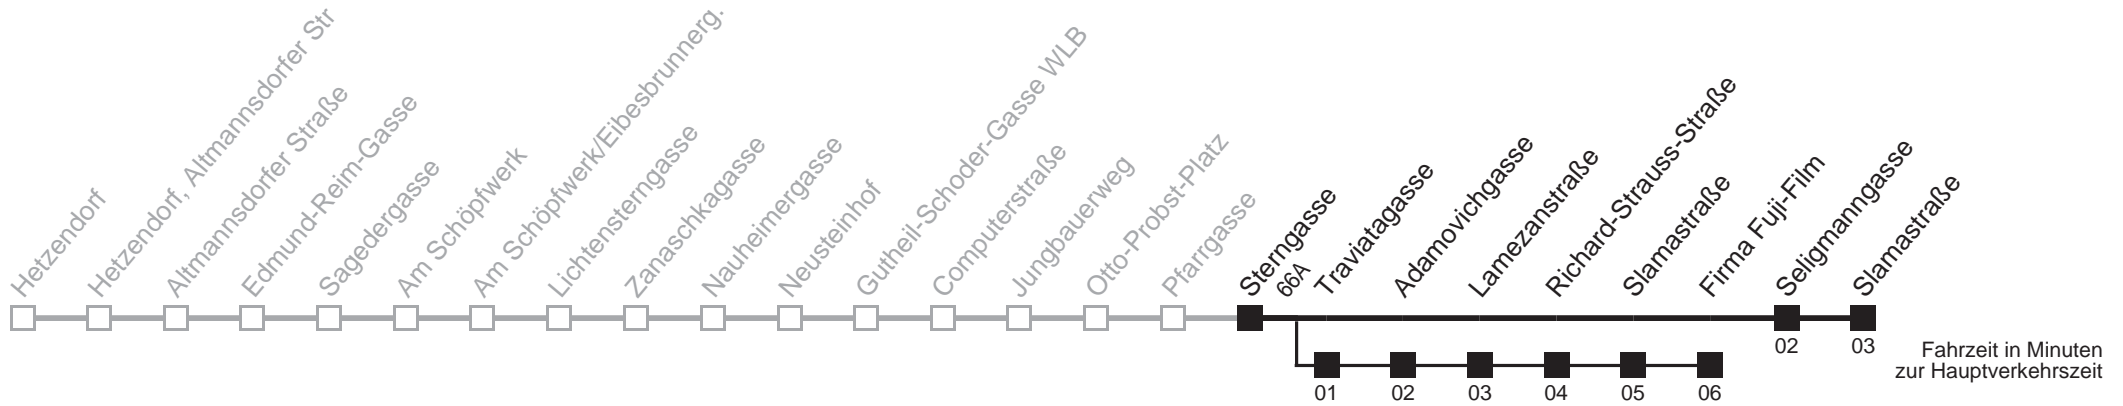 Hetzendorf
Hetzendorf, Altmannsdorfer Str
Altmannsdorfer Straße
Edmund-Reim-Gasse
Sagedergasse
Am Schöpfwerk
Am Schöpfwerk/Eibesbrunnerg.
Lichtensterngasse
Zanaschkagasse
Nauheimergasse
Neusteinhof
Gutheil-Schoder-Gasse WLB
Computerstraße
Jungbauerweg
Otto-Probst-Platz
Pfarrgasse
Sterngasse
66A
Traviatagasse
Adamovichgasse
Lamezanstraße
Richard-Strauss-Straße
Slamastraße
Firma Fuji-Film
Seligmanngasse
Slamastraße
02 03
01 02 03 04 05 06
Fahrzeit in Minuten
zur Hauptverkehrszeit